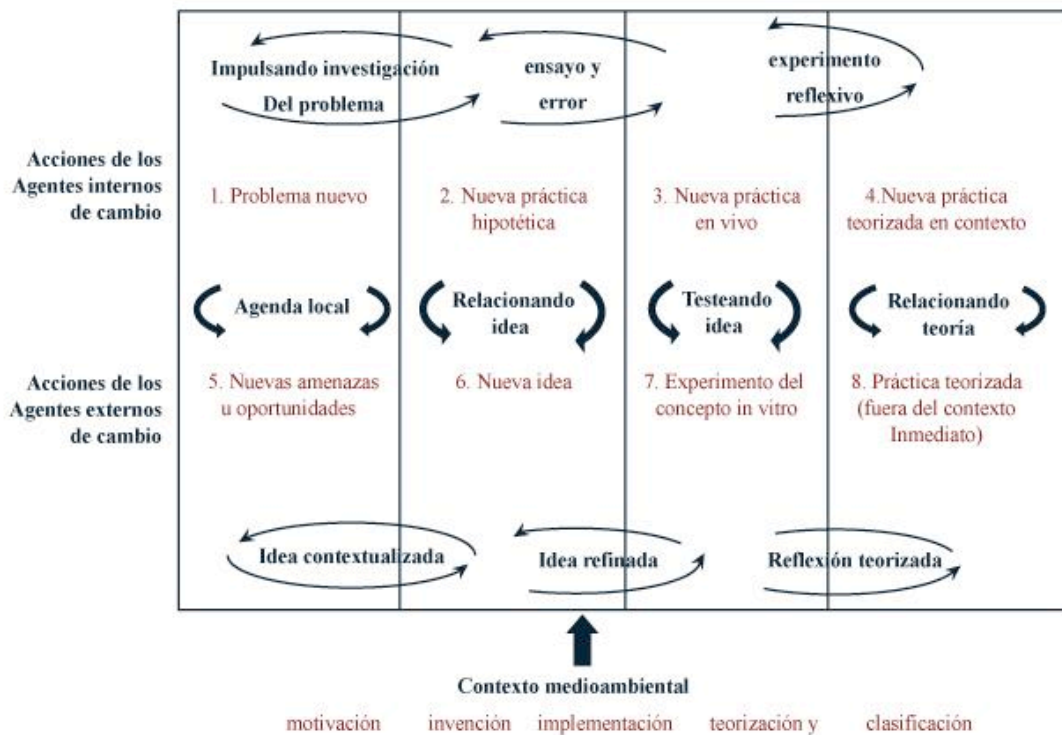 Impulsando investigación
Del problema
ensayo y
error
experimento
reflexivo
Acciones de los
Agentes internos
de cambio
1. Problema nuevo
2. Nueva práctica
hipotética
3. Nueva práctica
en vivo
4.Nueva práctica
teorizada en contexto
Agenda local
Relacionando
idea
Testeando
idea
Relacionando
teoría
Acciones de los
Agentes externos
de cambio
5. Nuevas amenazas
u oportunidades
6. Nueva idea
7. Experimento del
concepto in vitro
8. Práctica teorizada
(fuera del contexto
Inmediato)
Idea contextualizada
Idea refinada
Reflexión teorizada
Contexto medioambiental
motivación invención implementación teorización y clasificación